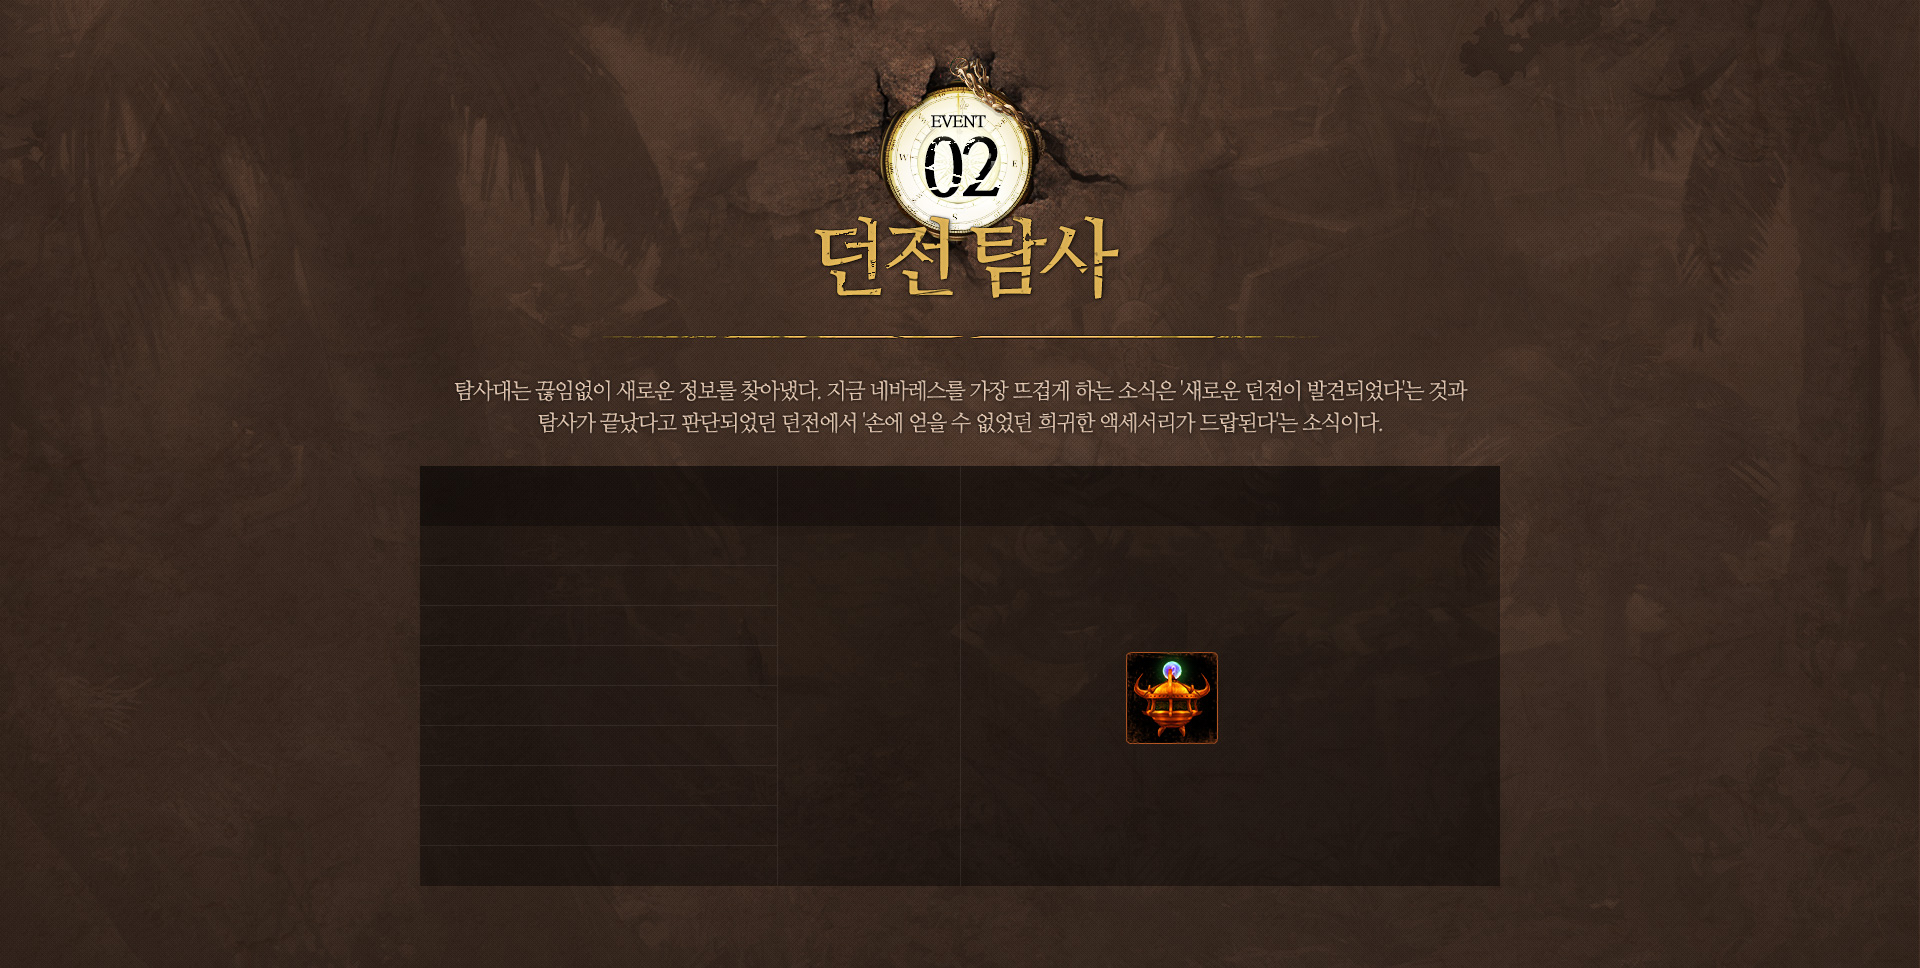 EVENT
02
W
E
S
던전 탐사
탐사대는 끊임없이 새로운 정보를 찾아냈다. 지금 네바레스를 가장 뜨겁게 하는 소식은 '새로운 던전이 발견되었다'는 것과
탐사가 끝났다고 판단되었던 던전에서 '손에 얻을 수 없었던 희귀한 액세서리가 드랍된다'는 소식이다.